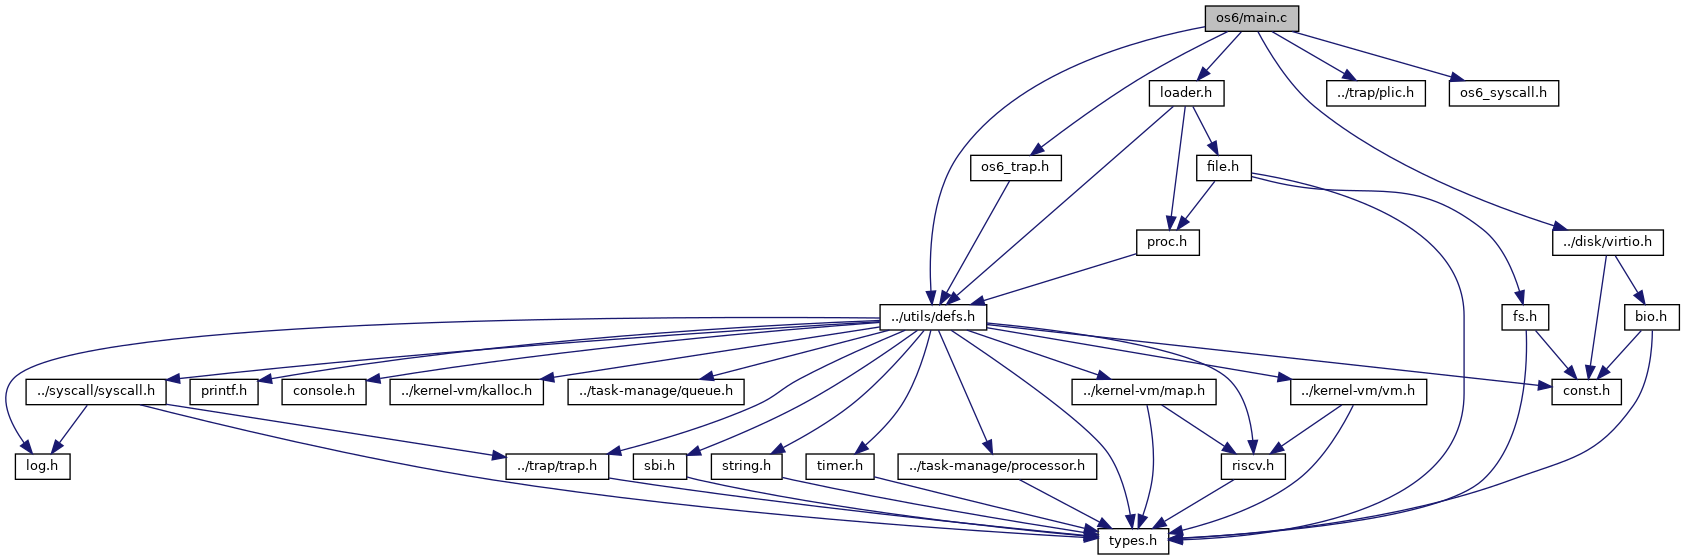 os6/main.c
loader.h
../trap/plic.h
os6_syscall.h
os6_trap.h
file.h
proc.h
../disk/virtio.h
../utils/defs.h
fs.h
bio.h
../syscall/syscall.h
printf.h
console.h
../kernel-vm/kalloc.h
../task-manage/queue.h
../kernel-vm/map.h
../kernel-vm/vm.h
const.h
log.h
../trap/trap.h
sbi.h
string.h
timer.h
../task-manage/processor.h
riscv.h
types.h